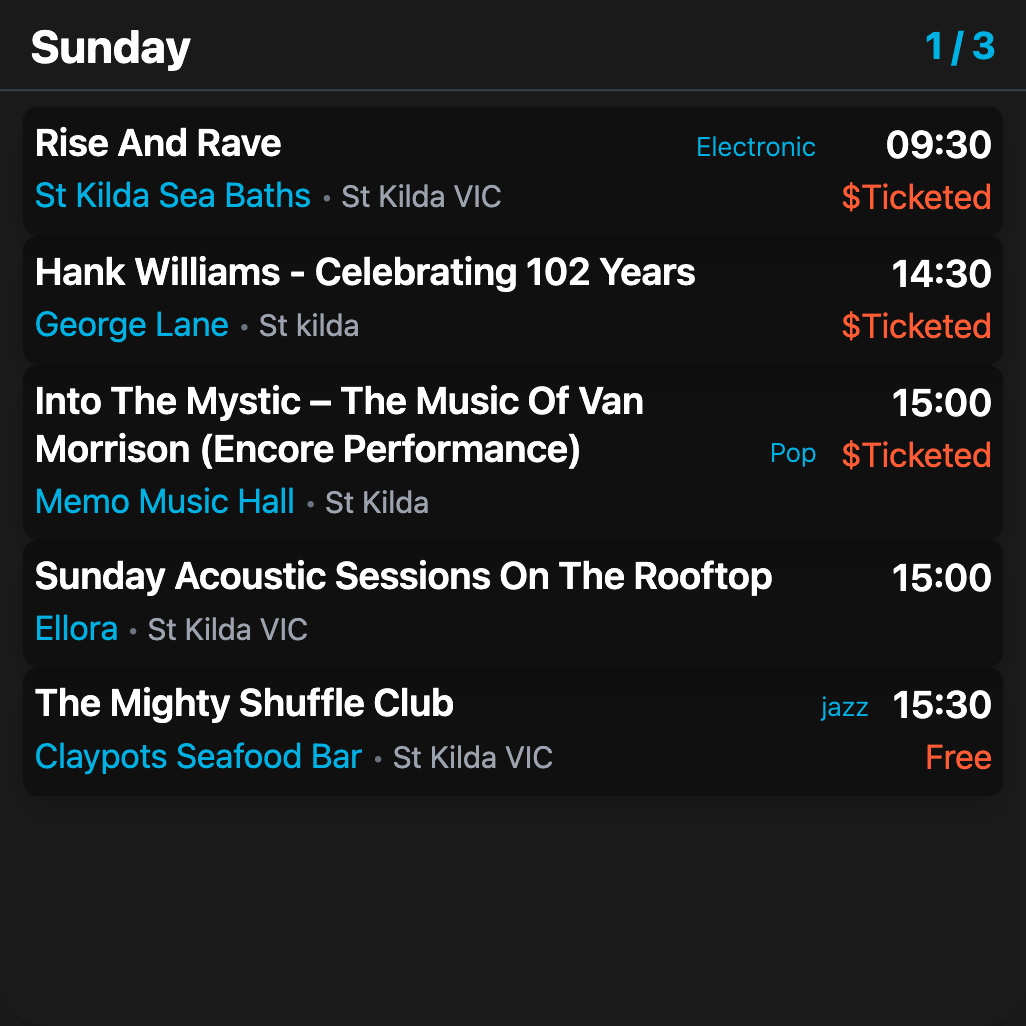 Sunday 1 / 3
Rise And Rave Electronic 09:30
St Kilda Sea Baths • St Kilda VIC $Ticketed
Hank Williams - Celebrating 102 Years 14:30
George Lane • St kilda $Ticketed
Into The Mystic – The Music Of Van 15:00
Morrison (Encore Performance) Pop $Ticketed
Memo Music Hall • St Kilda
Sunday Acoustic Sessions On The Rooftop 15:00
Ellora • St Kilda VIC
The Mighty Shuffle Club jazz 15:30
Claypots Seafood Bar • St Kilda VIC Free